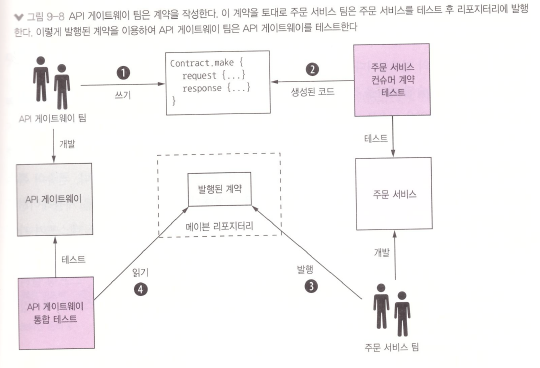 ▼ 그림 9-8 API 게이트웨이 팀은 계약을 작성한다. 이 계약을 토대로 주문 서비스 팀은 주문 서비스를 테스트 후 리포지터리에 발행
한다. 이렇게 발행된 계약을 이용하여 API 게이트웨이 팀은 API 게이트웨이를 테스트한다
1
쓰기
Contract.make {
request {...}
response {...}
}
2
생성된 코드
주문 서비스
컨슈머 계약
테스트
API 게이트웨이 팀
개발
테스트
API 게이트웨이
발행된 계약
메이븐 리포지터리
주문 서비스
테스트
읽기
4
발행
3
개발
API 게이트웨이
통합 테스트
주문 서비스 팀